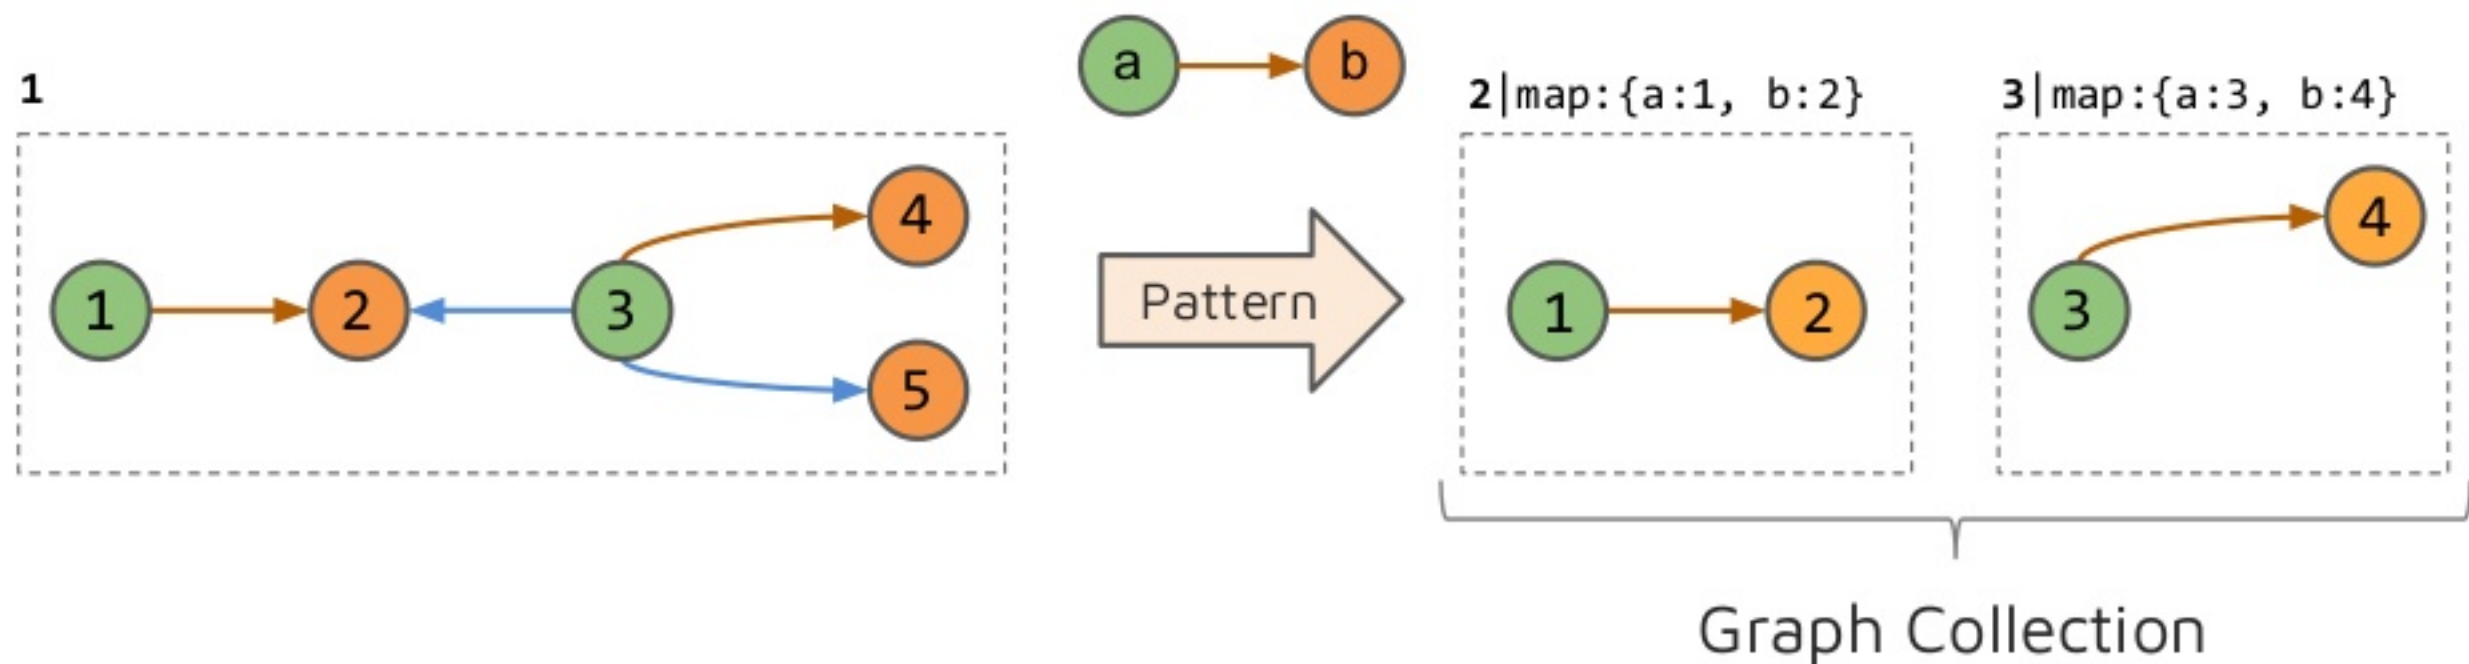 1
1
2
3
4
5
a
b
Pattern
2|map:{a:1, b:2}
1
2
3|map:{a:3, b:4}
3
4
Graph Collection